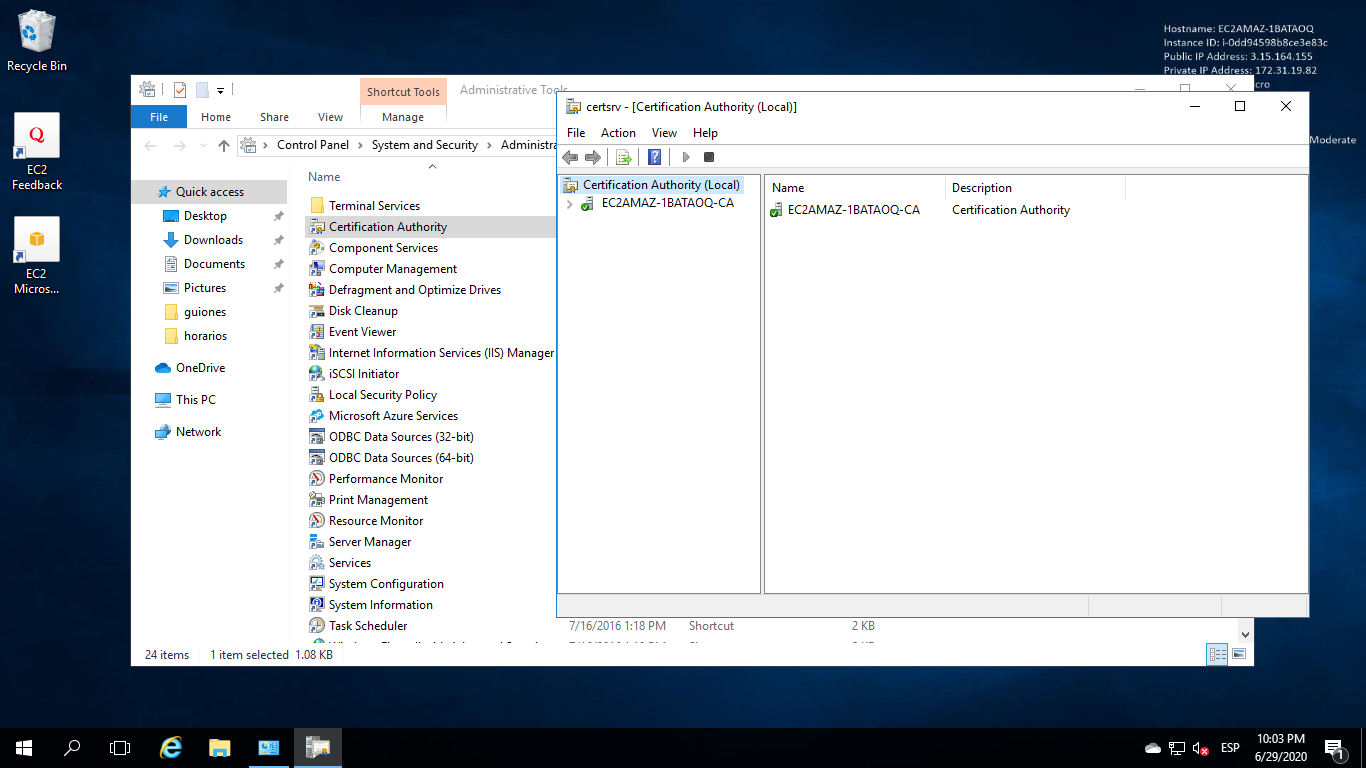 Recycle Bin
EC2
Feedback
EC2
Micros...
Hostname: EC2AMAZ-1BATAOQ
Instance ID: i-0dd94598b8ce3e83c
Public IP Address: 3.15.164.155
Private IP Address: 172.31.19.82
cro
Moderate
Shortcut Tools
Administrative Tools
File
Home
Share
View
Manage
Control Panel
System and Security
Administra
Quick access
Desktop
Downloads
Documents
Pictures
guiones
horarios
OneDrive
This PC
Network
Name
Terminal Services
Certification Authority
Component Services
Computer Management
Defragment and Optimize Drives
Disk Cleanup
Event Viewer
Internet Information Services (IIS) Manager
iSCSI Initiator
Local Security Policy
Microsoft Azure Services
ODBC Data Sources (32-bit)
ODBC Data Sources (64-bit)
Performance Monitor
Print Management
Resource Monitor
Server Manager
Services
System Configuration
System Information
Task Scheduler 7/16/2016 1:18 PM Shortcut 2 KB
24 items 1 item selected 1.08 KB
certsrv - [Certification Authority (Local)]
File Action View Help
Certification Authority (Local)
EC2AMAZ-1BATAOQ-CA
Name Description
EC2AMAZ-1BATAOQ-CA Certification Authority
ESP
10:03 PM
6/29/2020
1